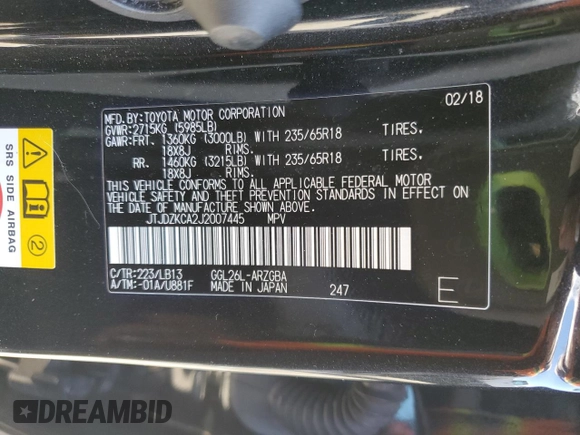 MFD. BY: TOYOTA MOTOR CORPORATION 02/18
GVWR: 2715KG (5985LB)
GAWR: FRT. 1360KG (3000LB) WITH 235/65R18 TIRES,
18X8J RIMS,
RR. 1460KG (3215LB) WITH 235/65R18 TIRES,
18X8J RIMS.
THIS VEHICLE CONFORMS TO ALL APPLICABLE FEDERAL MOTOR
VEHICLE SAFETY AND THEFT PREVENTION STANDARDS IN EFFECT ON
THE DATE OF MANUFACTURE SHOWN ABOVE.
JTJDZKCA2J2007445 MPV
C/TR: 223/LB13 GGL26L-ARZGBA
A/TM: -01A/U881F MADE IN JAPAN 247 E
SRS SIDE AIRBAG
2
DREAMBID